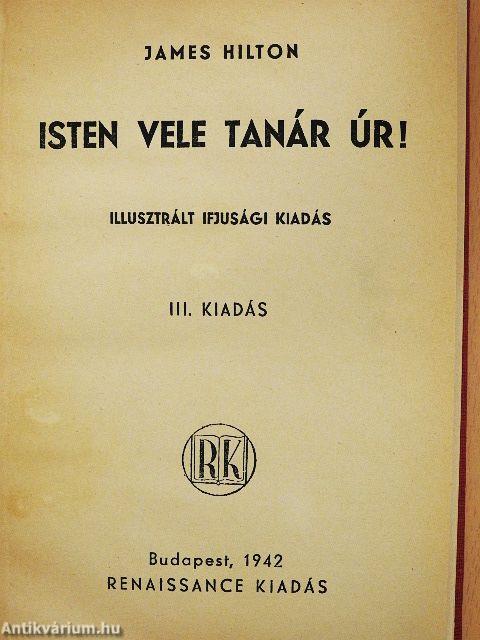 JAMES HILTON
ISTEN VELE TANÁR ÚR!
ILLUSZTRÁLT IFJUSÁGI KIADÁS
III. KIADÁS
RK
Budapest, 1942
RENAISSANCE KIADÁS
Antikvárium.hu